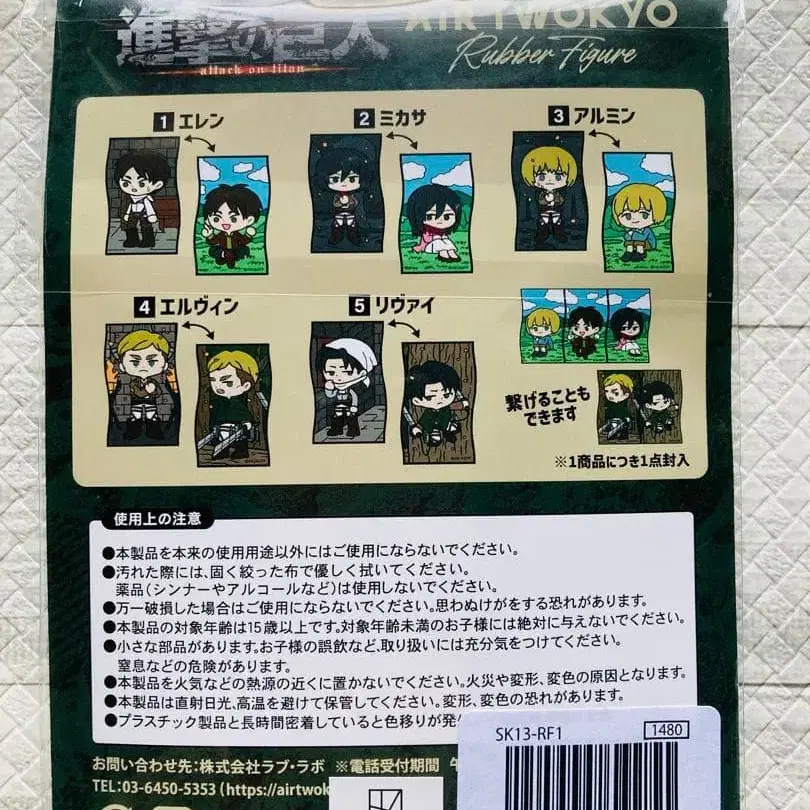 進撃の巨人
attack on titan
AIRTWOKYO
Rubber Figure
1 エレン
2 ミカサ
3 アルミン
4 エルヴィン
5 リヴァイ
繋げることも
できます
※1商品につき1点封入
使用上の注意
●本製品を本来の使用用途以外にはご使用にならないでください。
●汚れた際には、固く絞った布で優しく拭いてください。
薬品(シンナーやアルコールなど)は使用しないでください。
●万一破損した場合はご使用にならないでください。思わぬけがをする恐れがあります。
●本製品の対象年齢は15歳以上です。対象年齢未満のお子様には絶対に与えないでください。
●小さな部品があります。お子様の誤飲など、取り扱いには充分気をつけてください。
窒息などの危険があります。
●本製品を火気などの熱源の近くに置かないでください。火災や変形、変色の原因となります。
●本製品は直射日光、高温を避けて保管してください。変形、変色の恐れがあります。
●プラスチック製品と長時間密着していると色移りが発
SK13-RF1
1480
お問い合わせ先:株式会社ラブ・ラボ ※電話受付期間
TEL:03-6450-5353 (https://airtwok